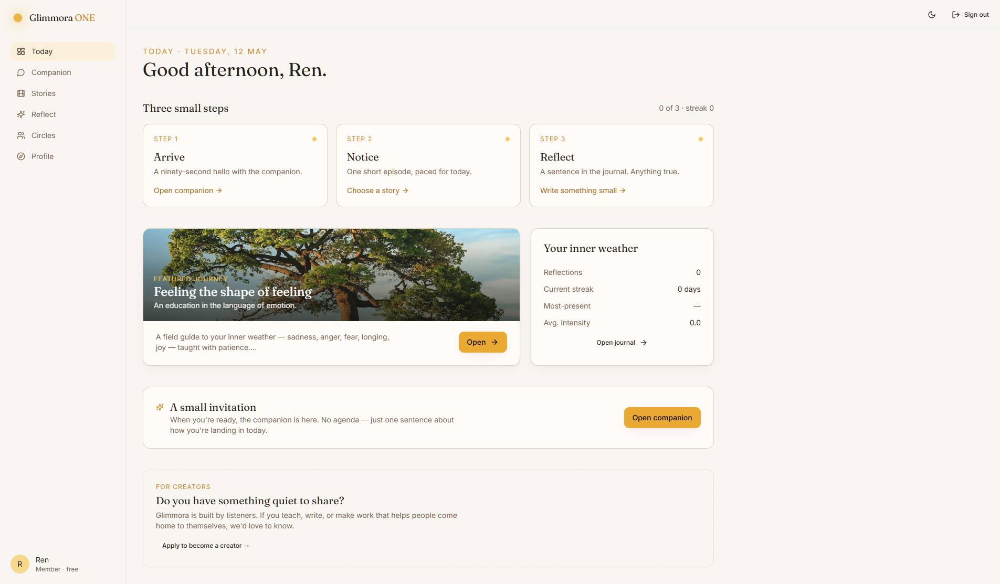 Glimmora ONE
Today
Companion
Stories
Reflect
Circles
Profile
R
Ren
Member · free
Sign out
TODAY · TUESDAY, 12 MAY
Good afternoon, Ren.
Three small steps
0 of 3 · streak 0
STEP 1
Arrive
A ninety-second hello with the companion.
Open companion →
STEP 2
Notice
One short episode, paced for today.
Choose a story →
STEP 3
Reflect
A sentence in the journal. Anything true.
Write something small →
FEATURED JOURNEY
Feeling the shape of feeling
An education in the language of emotion.
A field guide to your inner weather — sadness, anger, fear, longing,
joy — taught with patience....
Open →
Your inner weather
Reflections 0
Current streak 0 days
Most-present —
Avg. intensity 0.0
Open journal →
A small invitation
When you're ready, the companion is here. No agenda — just one sentence about
how you're landing in today.
Open companion
FOR CREATORS
Do you have something quiet to share?
Glimmora is built by listeners. If you teach, write, or make work that helps people come
home to themselves, we'd love to know.
Apply to become a creator →